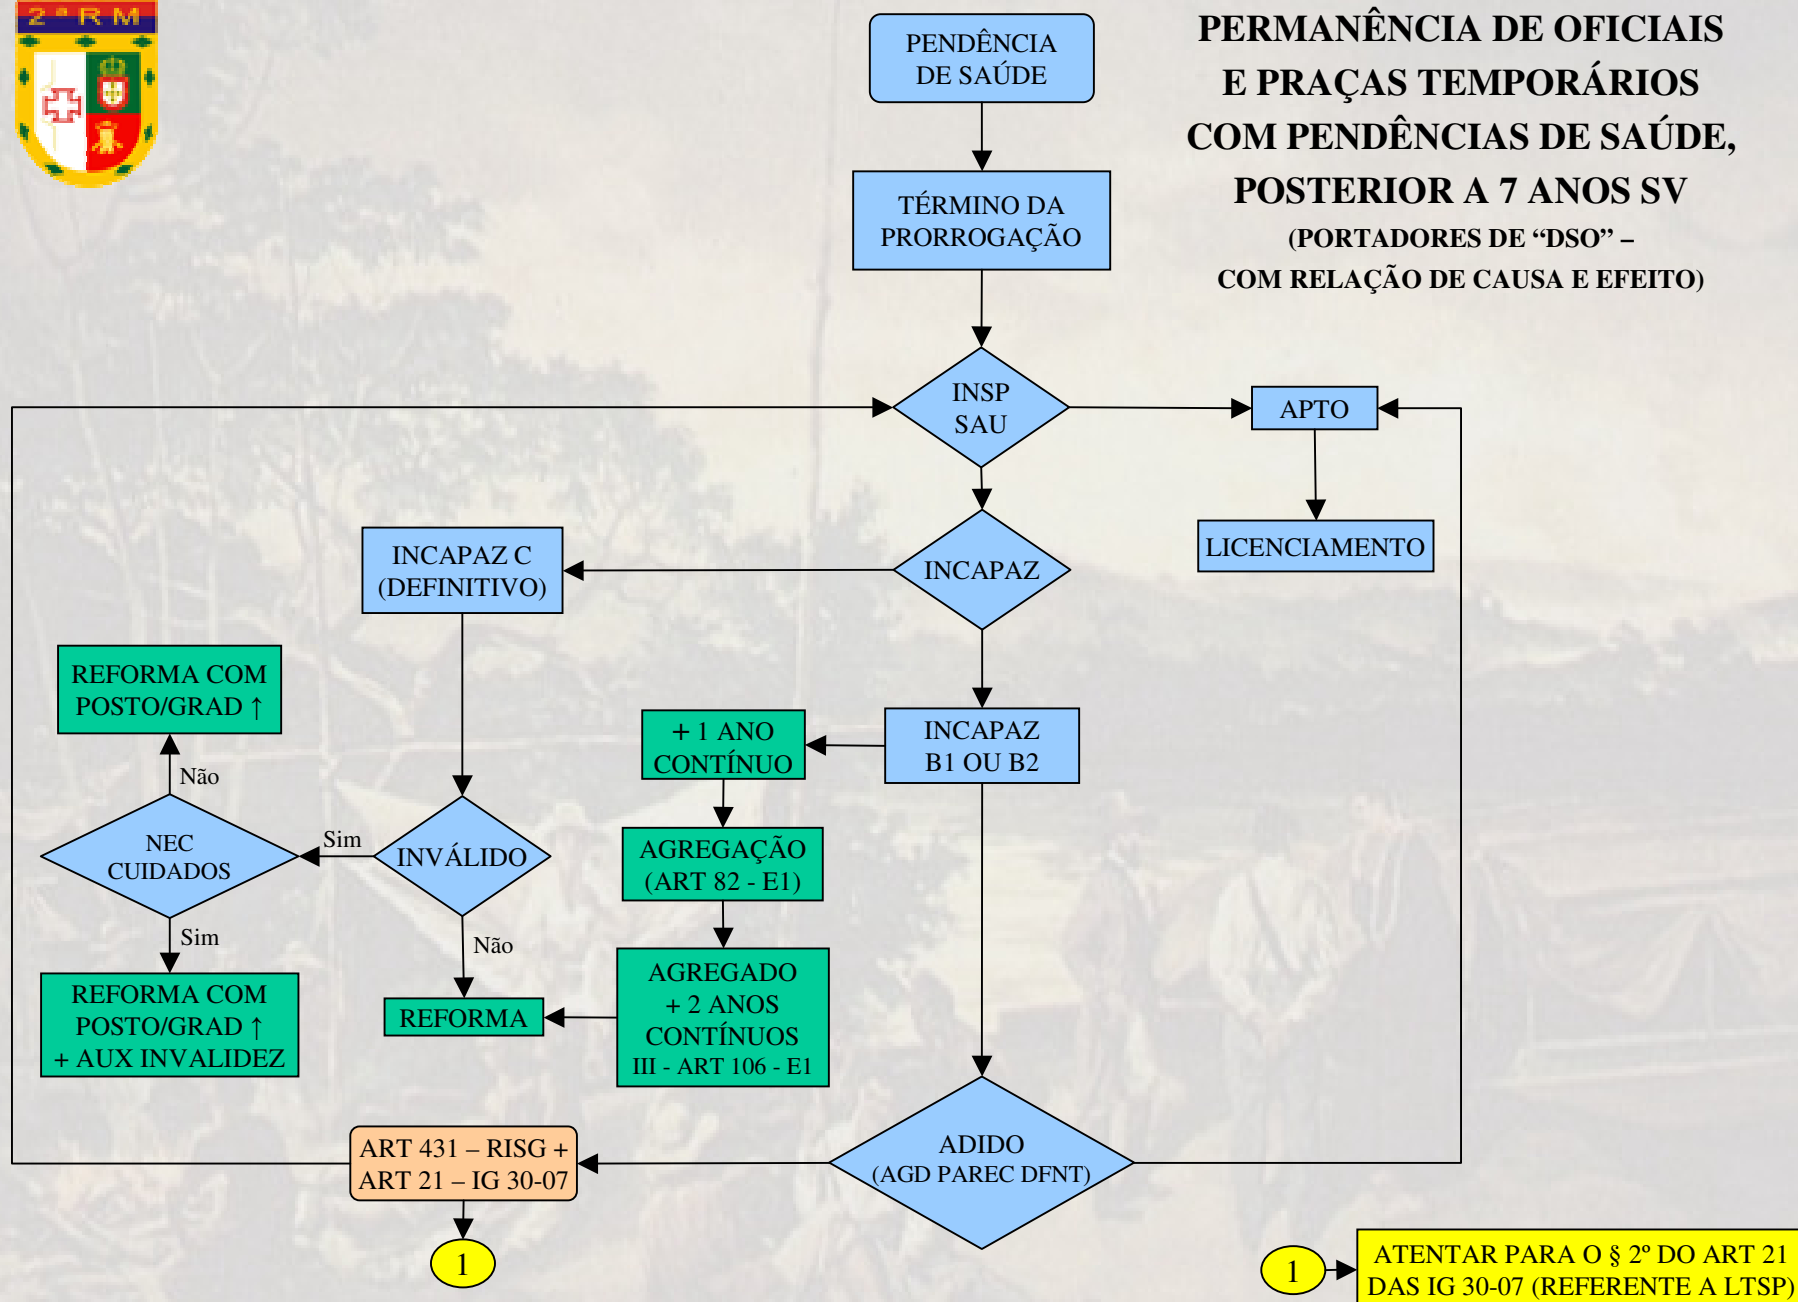 2ª RM
PERMANÊNCIA DE OFICIAIS
E PRAÇAS TEMPORÁRIOS
COM PENDÊNCIAS DE SAÚDE,
POSTERIOR A 7 ANOS SV
(PORTADORES DE “DSO” –
COM RELAÇÃO DE CAUSA E EFEITO)
PENDÊNCIA
DE SAÚDE
TÉRMINO DA
PRORROGAÇÃO
INSP
SAU
APTO
LICENCIAMENTO
INCAPAZ
INCAPAZ C
(DEFINITIVO)
REFORMA COM
POSTO/GRAD ↑
Não
NEC
CUIDADOS
Sim
INVÁLIDO
Sim
Não
REFORMA COM
POSTO/GRAD ↑
+ AUX INVALIDEZ
REFORMA
+ 1 ANO
CONTÍNUO
INCAPAZ
B1 OU B2
AGREGAÇÃO
(ART 82 - E1)
AGREGADO
+ 2 ANOS
CONTÍNUOS
III - ART 106 - E1
ADIDO
(AGD PAREC DFNT)
ART 431 – RISG +
ART 21 – IG 30-07
1
1
ATENTAR PARA O § 2º DO ART 21
DAS IG 30-07 (REFERENTE A LTSP)